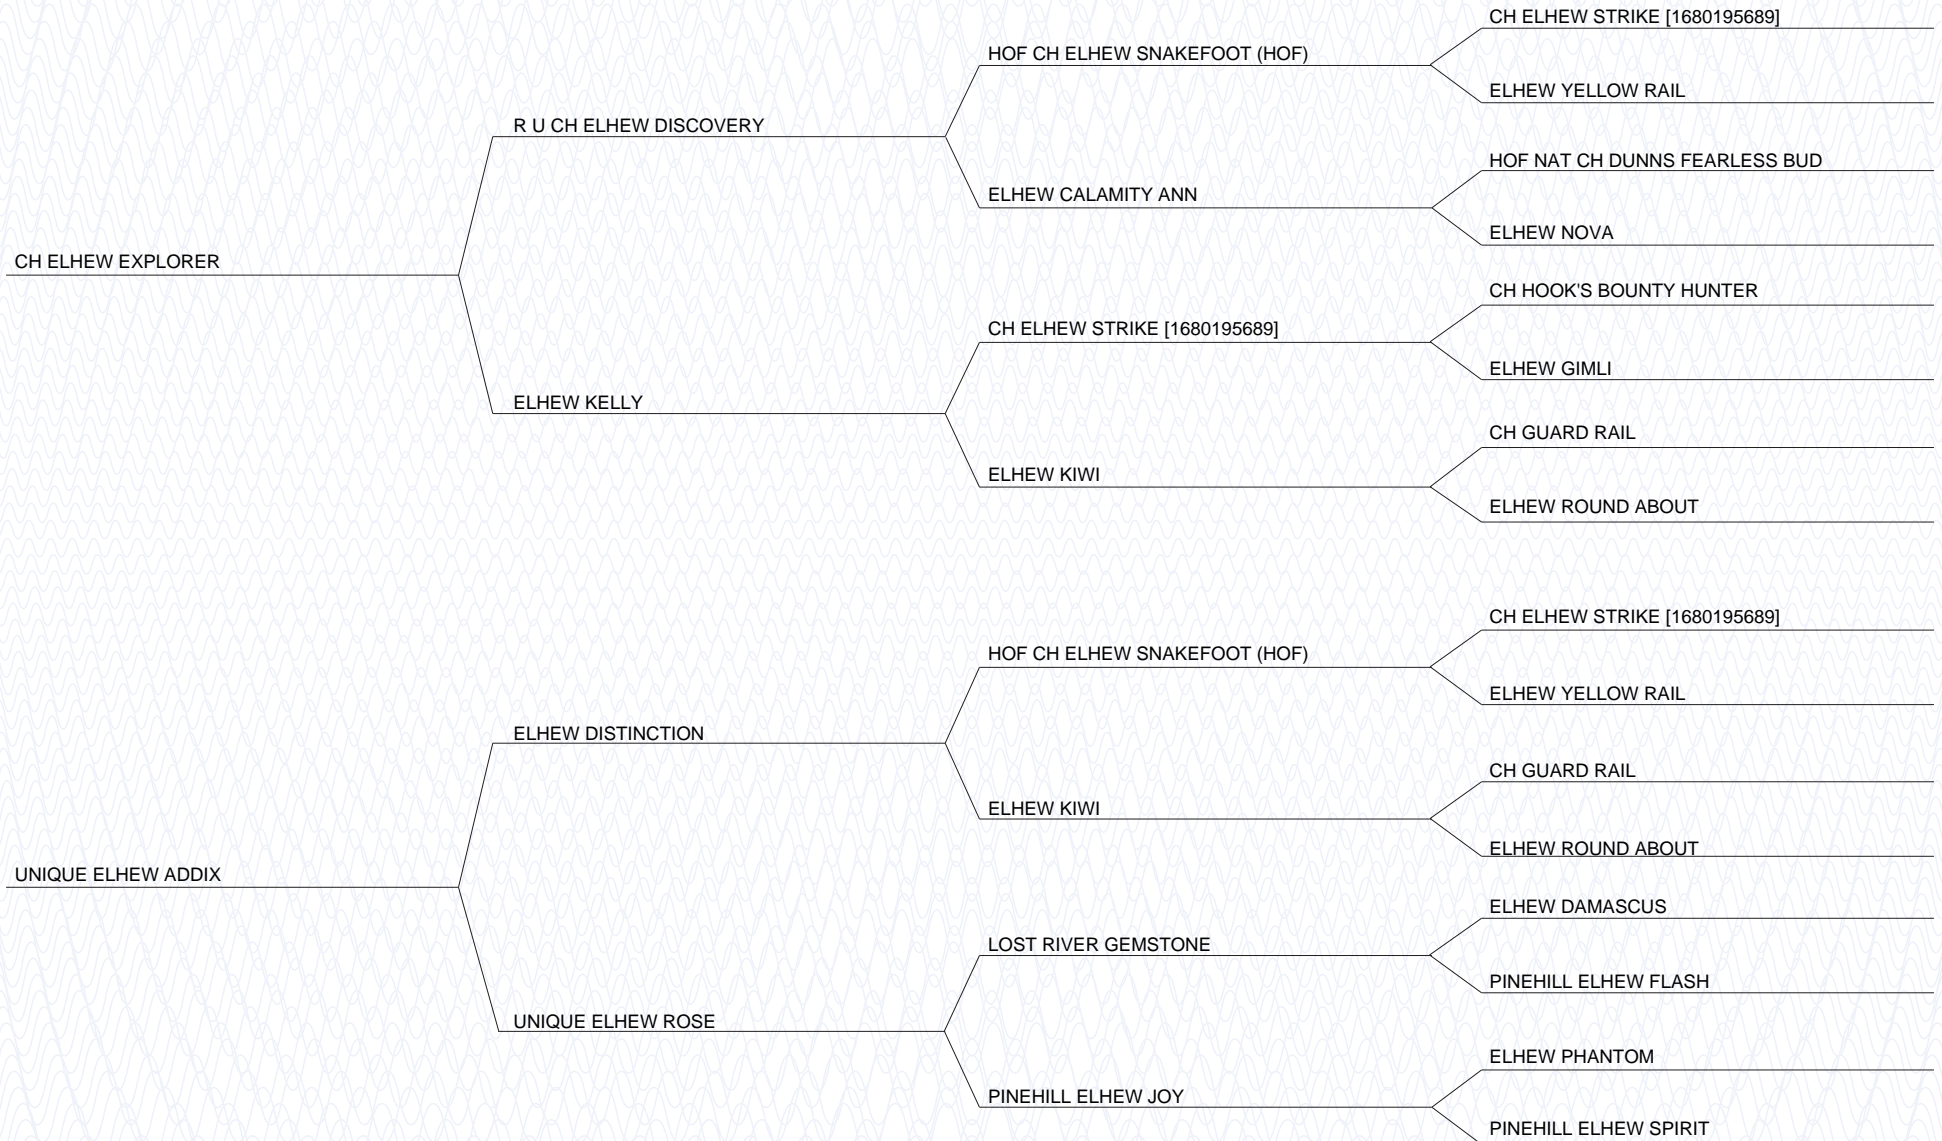 CH ELHEW STRIKE [1680195689]
HOF CH ELHEW SNAKEFOOT (HOF)
ELHEW YELLOW RAIL
R U CH ELHEW DISCOVERY
HOF NAT CH DUNNS FEARLESS BUD
ELHEW CALAMITY ANN
ELHEW NOVA
CH ELHEW EXPLORER
CH HOOK'S BOUNTY HUNTER
CH ELHEW STRIKE [1680195689]
ELHEW GIMLI
ELHEW KELLY
CH GUARD RAIL
ELHEW KIWI
ELHEW ROUND ABOUT
CH ELHEW STRIKE [1680195689]
HOF CH ELHEW SNAKEFOOT (HOF)
ELHEW YELLOW RAIL
ELHEW DISTINCTION
CH GUARD RAIL
ELHEW KIWI
ELHEW ROUND ABOUT
UNIQUE ELHEW ADDIX
ELHEW DAMASCUS
LOST RIVER GEMSTONE
PINEHILL ELHEW FLASH
UNIQUE ELHEW ROSE
ELHEW PHANTOM
PINEHILL ELHEW JOY
PINEHILL ELHEW SPIRIT